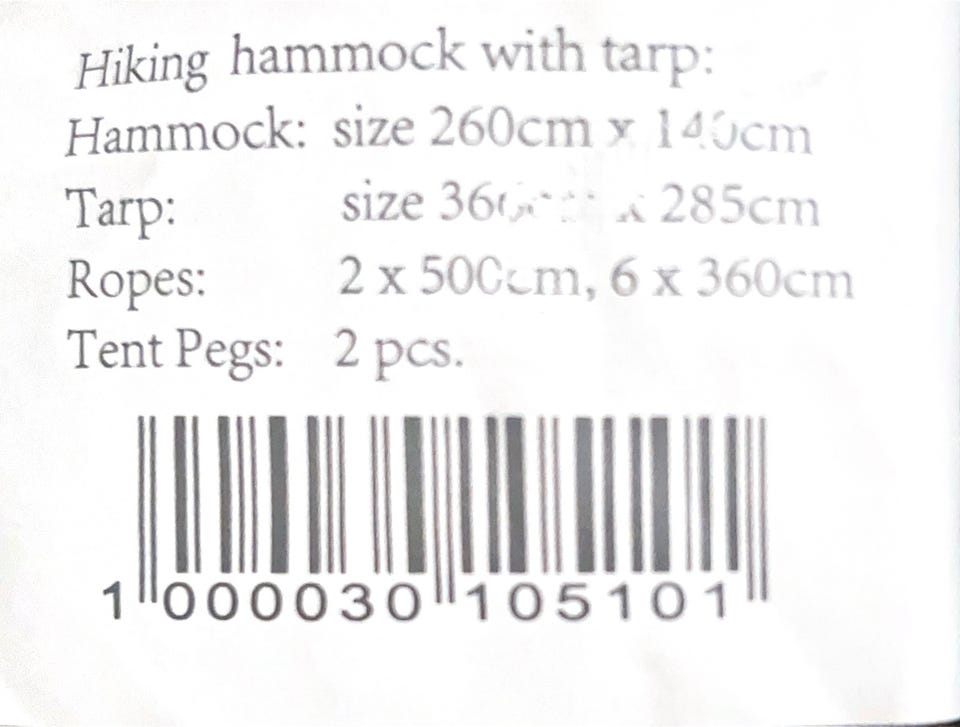 Hiking hammock with tarp:
Hammock: size 260cm x 140cm
Tarp: size x 285cm
Ropes: 2 x 500cm, 6 x 360cm
Tent Pegs: 2 pcs.
1 000030 105101